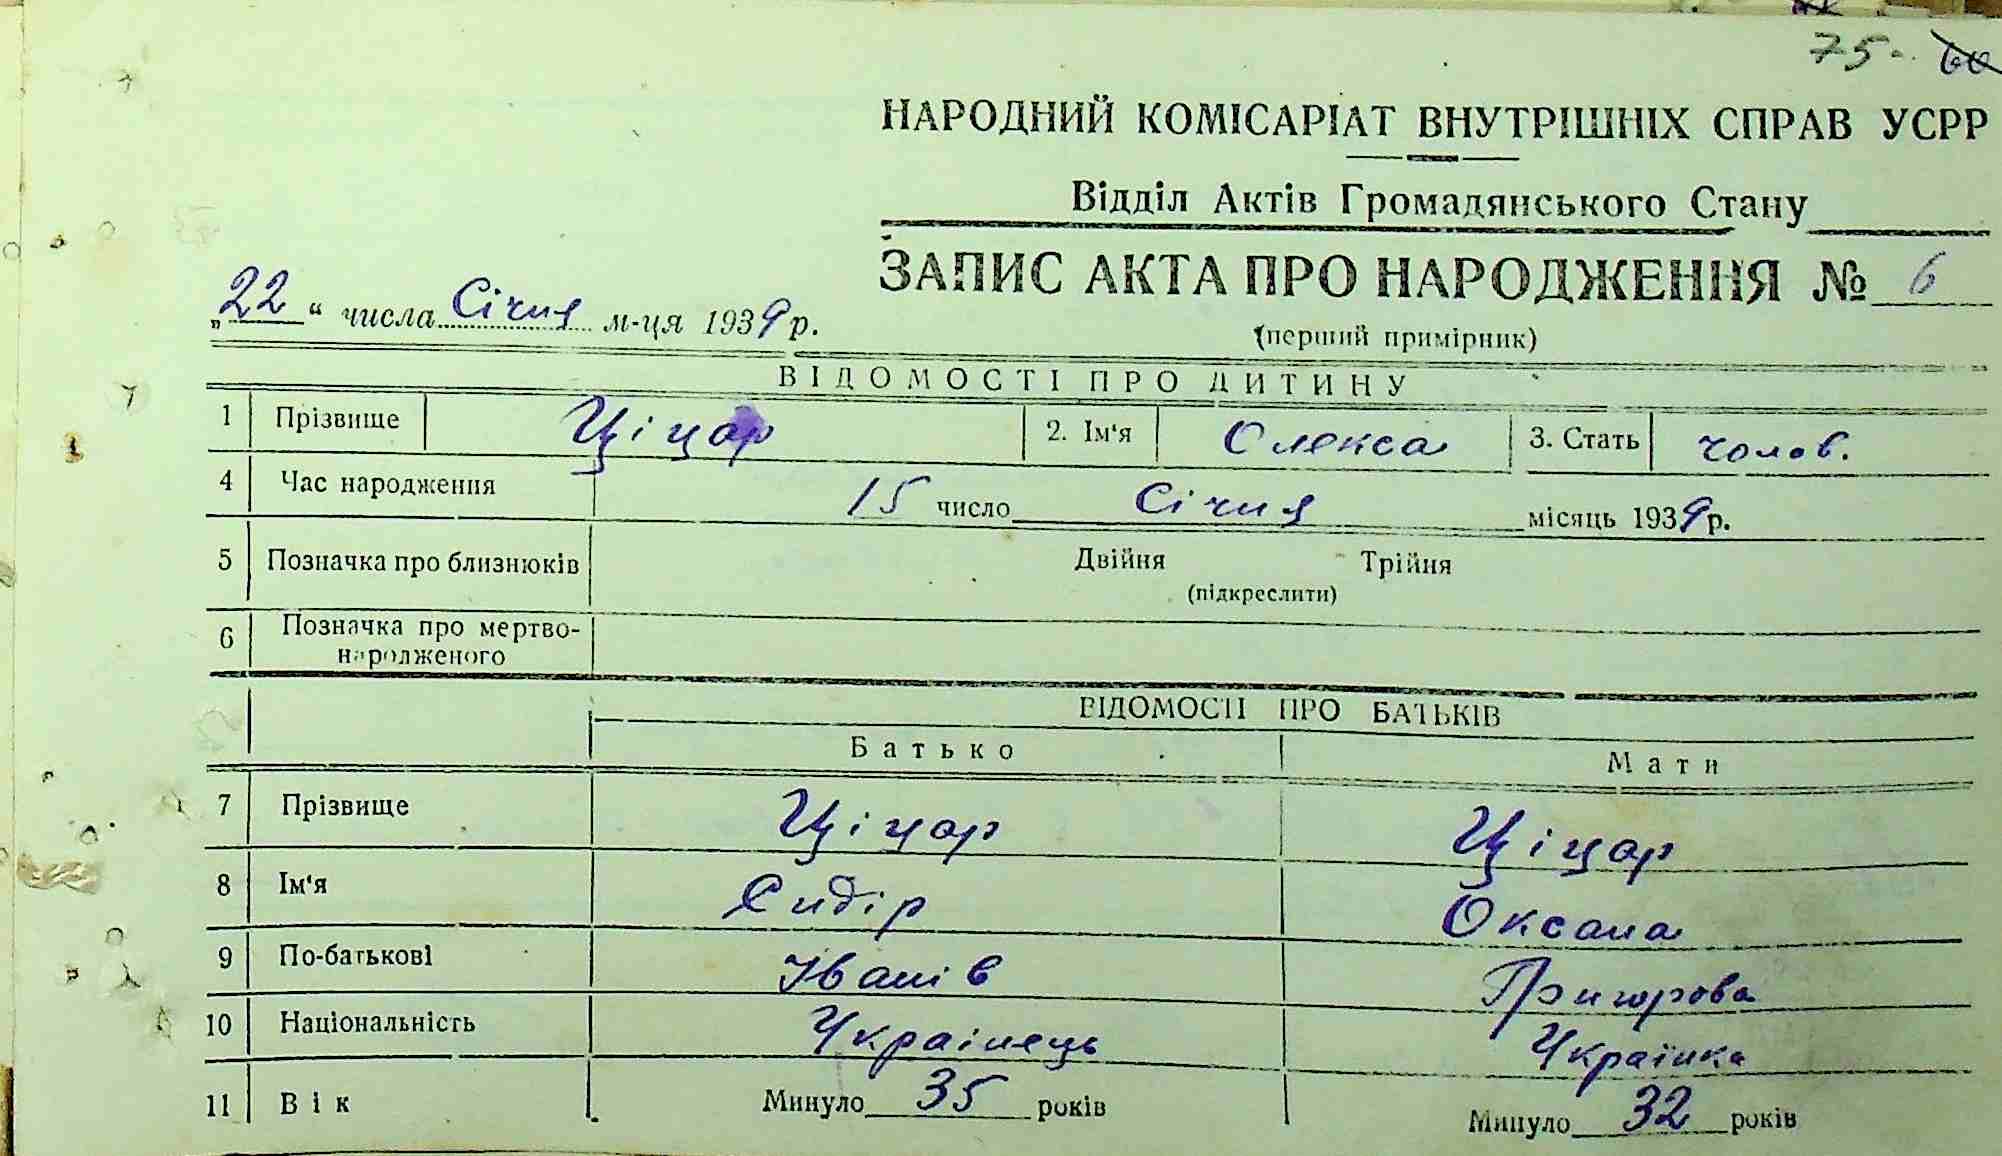 75
НАРОДНИЙ КОМІСАРІАТ ВНУТРІШНІХ СПРАВ УСРР
Відділ Актів Громадянського Стану
ЗАПИС АКТА ПРО НАРОДЖЕННЯ № 6
(перший примірник)
„22“ числа Січня м-ця 1939 р.
ВІДОМОСТІ ПРО ДИТИНУ
1 Прізвище Ціцар 2. Ім'я Олекса 3. Стать чолов.
4 Час народження 15 число Січня місяць 1939 р.
5 Позначка про близнюків Двійня Трійня
(підкреслити)
6 Позначка про мертво-
народженого
ВІДОМОСТІ ПРО БАТЬКІВ
Батько Мати
7 Прізвище Ціцар Ціцар
8 Ім'я Сидір Оксана
9 По-батькові Іванів Григорова
10 Національність Українець Українка
11 Вік Минуло 35 років Минуло 32 років